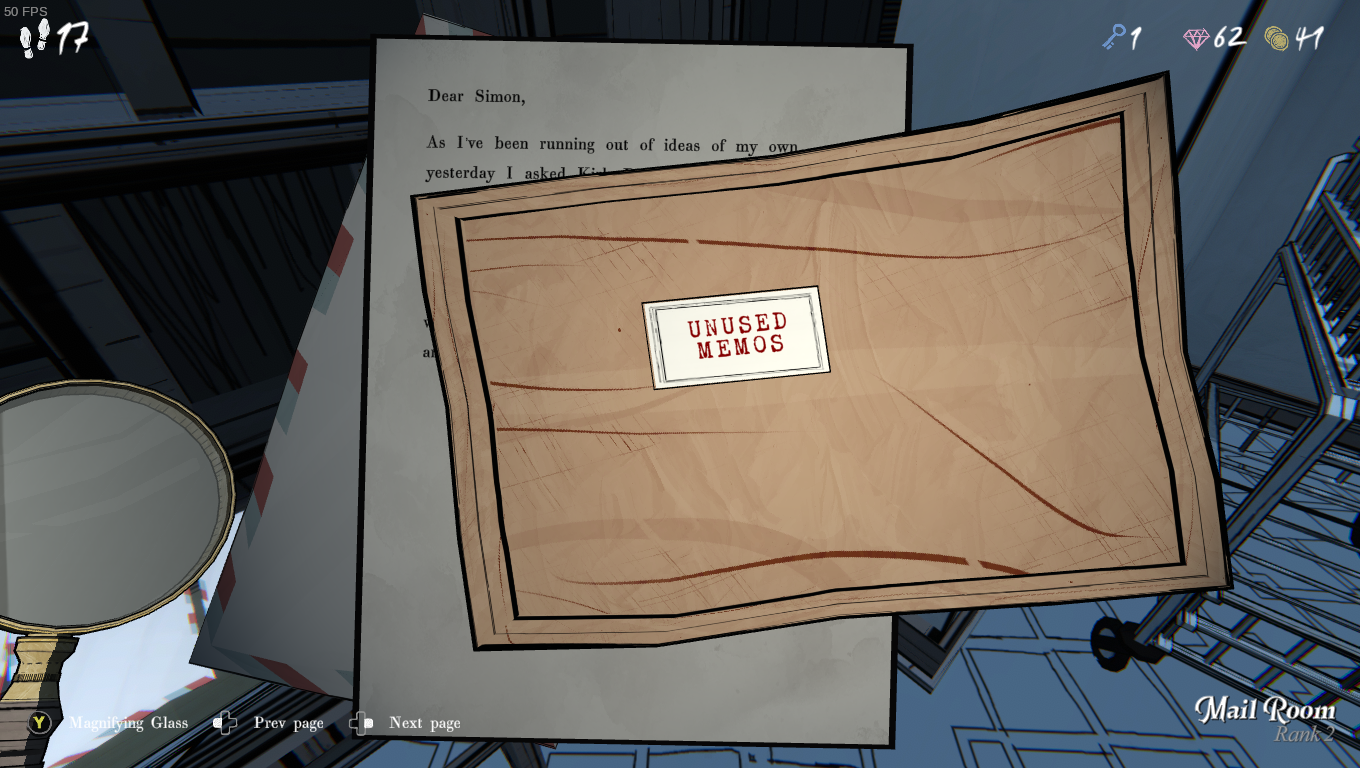 50 FPS
17
1
62
41
Dear Simon,
As I've been running out of ideas of my own
yesterday I asked
UNUSED
MEMOS
Y Magnifying Glass
Prev page
Next page
Mail Room
Rank 2